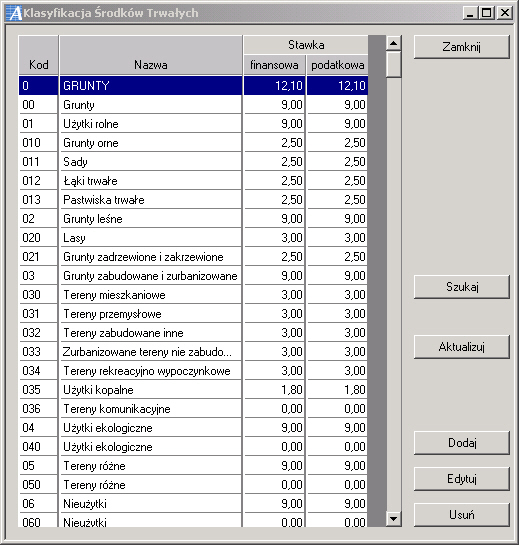 Klasyfikacja Środków Trwałych
Stawka
Kod Nazwa finansowa podatkowa
0 GRUNTY 12,10 12,10
00 Grunty 9,00 9,00
01 Użytki rolne 9,00 9,00
010 Grunty orne 2,50 2,50
011 Sady 2,50 2,50
012 Łąki trwałe 2,50 2,50
013 Pastwiska trwałe 2,50 2,50
02 Grunty leśne 9,00 9,00
020 Lasy 3,00 3,00
021 Grunty zadrzewione i zakrzewione 2,50 2,50
03 Grunty zabudowane i zurbanizowane 9,00 9,00
030 Tereny mieszkaniowe 3,00 3,00
031 Tereny przemysłowe 3,00 3,00
032 Tereny zabudowane inne 3,00 3,00
033 Zurbanizowane tereny nie zabudo... 3,00 3,00
034 Tereny rekreacyjno wypoczynkowe 3,00 3,00
035 Użytki kopalne 1,80 1,80
036 Tereny komunikacyjne 0,00 0,00
04 Użytki ekologiczne 9,00 9,00
040 Użytki ekologiczne 0,00 0,00
05 Tereny różne 9,00 9,00
050 Tereny różne 0,00 0,00
06 Nieużytki 9,00 9,00
060 Nieużytki 0,00 0,00
Zamknij
Szukaj
Aktualizuj
Dodaj
Edytuj
Usuń